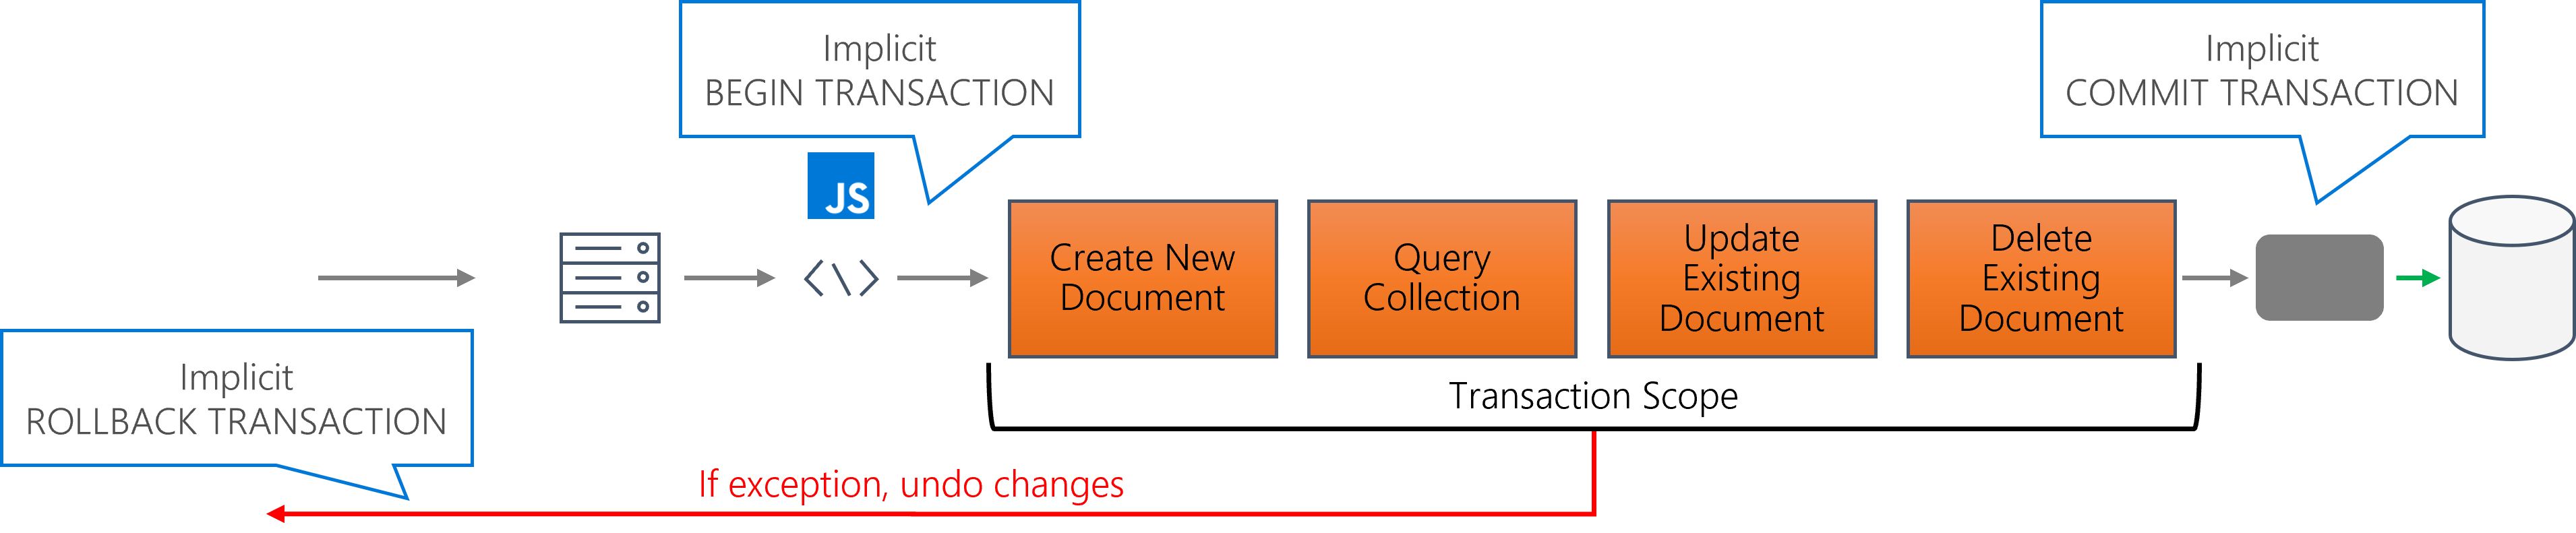 Implicit
BEGIN TRANSACTION
Implicit
COMMIT TRANSACTION
JS
Create New
Document
Query
Collection
Update
Existing
Document
Delete
Existing
Document
Implicit
ROLLBACK TRANSACTION
Transaction Scope
If exception, undo changes